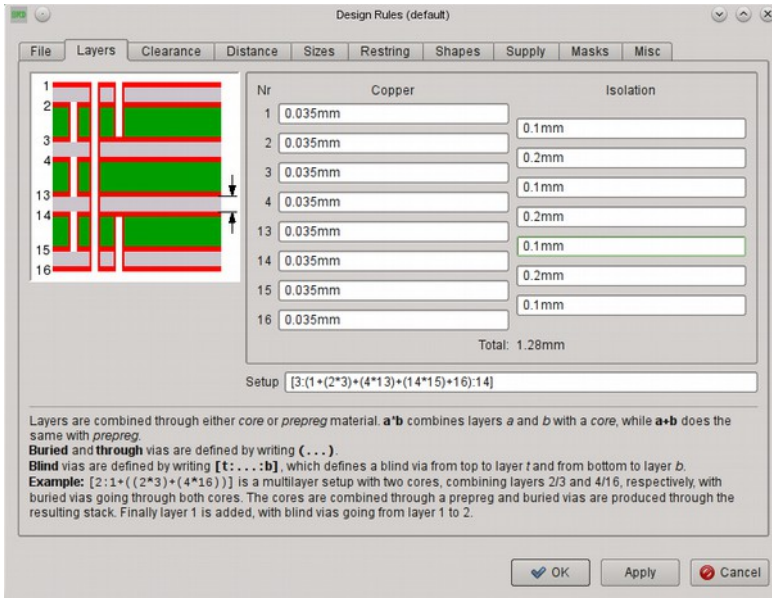 BRD
Design Rules (default)
File Layers Clearance Distance Sizes Restring Shapes Supply Masks Misc
1
2
3
4
13
14
15
16
Nr Copper Isolation
1 0.035mm
0.1mm
2 0.035mm
0.2mm
3 0.035mm
0.1mm
4 0.035mm
0.2mm
13 0.035mm
0.1mm
14 0.035mm
0.2mm
15 0.035mm
0.1mm
16 0.035mm
Total: 1.28mm
Setup [3:(1+(2*3)+(4*13)+(14*15)+16):14]
Layers are combined through either core or prepreg material. a*b combines layers a and b with a core, while a+b does the
same with prepreg.
Buried and through vias are defined by writing (...).
Blind vias are defined by writing [t:...:b], which defines a blind via from top to layer t and from bottom to layer b.
Example: [2:1+((2*3)+(4*16))] is a multilayer setup with two cores, combining layers 2/3 and 4/16, respectively, with
buried vias going through both cores. The cores are combined through a prepreg and buried vias are produced through the
resulting stack. Finally layer 1 is added, with blind vias going from layer 1 to 2.
OK Apply Cancel